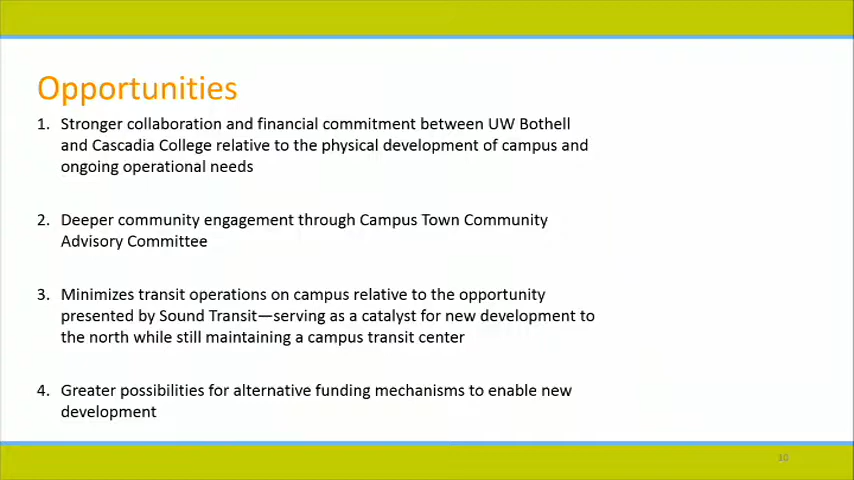 Opportunities
1. Stronger collaboration and financial commitment between UW Bothell
and Cascadia College relative to the physical development of campus and
ongoing operational needs
2. Deeper community engagement through Campus Town Community
Advisory Committee
3. Minimizes transit operations on campus relative to the opportunity
presented by Sound Transit—serving as a catalyst for new development to
the north while still maintaining a campus transit center
4. Greater possibilities for alternative funding mechanisms to enable new
development
30